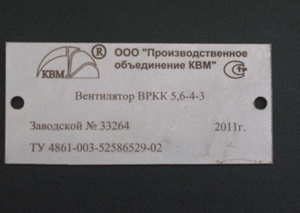 КВМ ® ООО "Производственное
объединение КВМ"
Вентилятор ВРКК 5,6-4-3
Заводской № 33264 2011г.
ТУ 4861-003-52586529-02